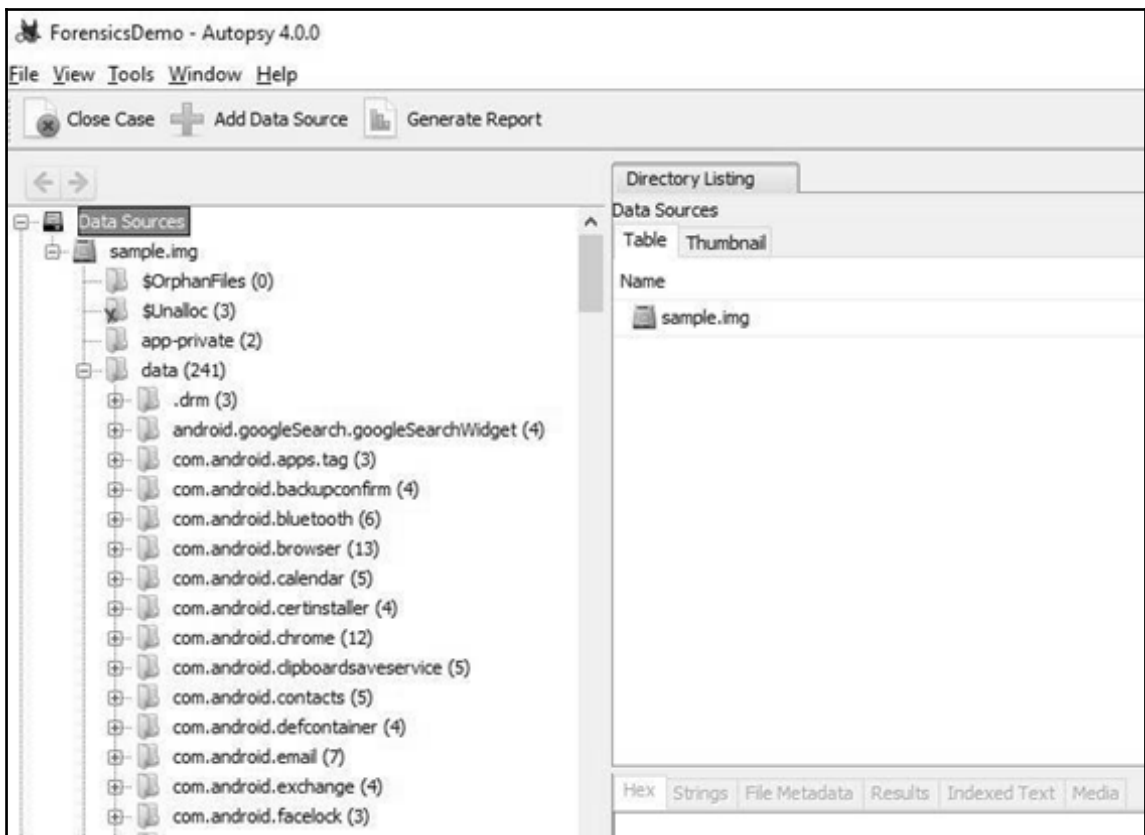 ForensicsDemo - Autopsy 4.0.0
File View Tools Window Help
Close Case Add Data Source Generate Report
Data Sources
sample.img
$OrphanFiles (0)
$Unalloc (3)
app-private (2)
data (241)
.drm (3)
android.googleSearch.googleSearchWidget (4)
com.android.apps.tag (3)
com.android.backupconfirm (4)
com.android.bluetooth (6)
com.android.browser (13)
com.android.calendar (5)
com.android.certinstaller (4)
com.android.chrome (12)
com.android.clipboardsaveservice (5)
com.android.contacts (5)
com.android.defcontainer (4)
com.android.email (7)
com.android.exchange (4)
com.android.facelock (3)
Directory Listing
Data Sources
Table Thumbnail
Name
sample.img
Hex Strings File Metadata Results Indexed Text Media